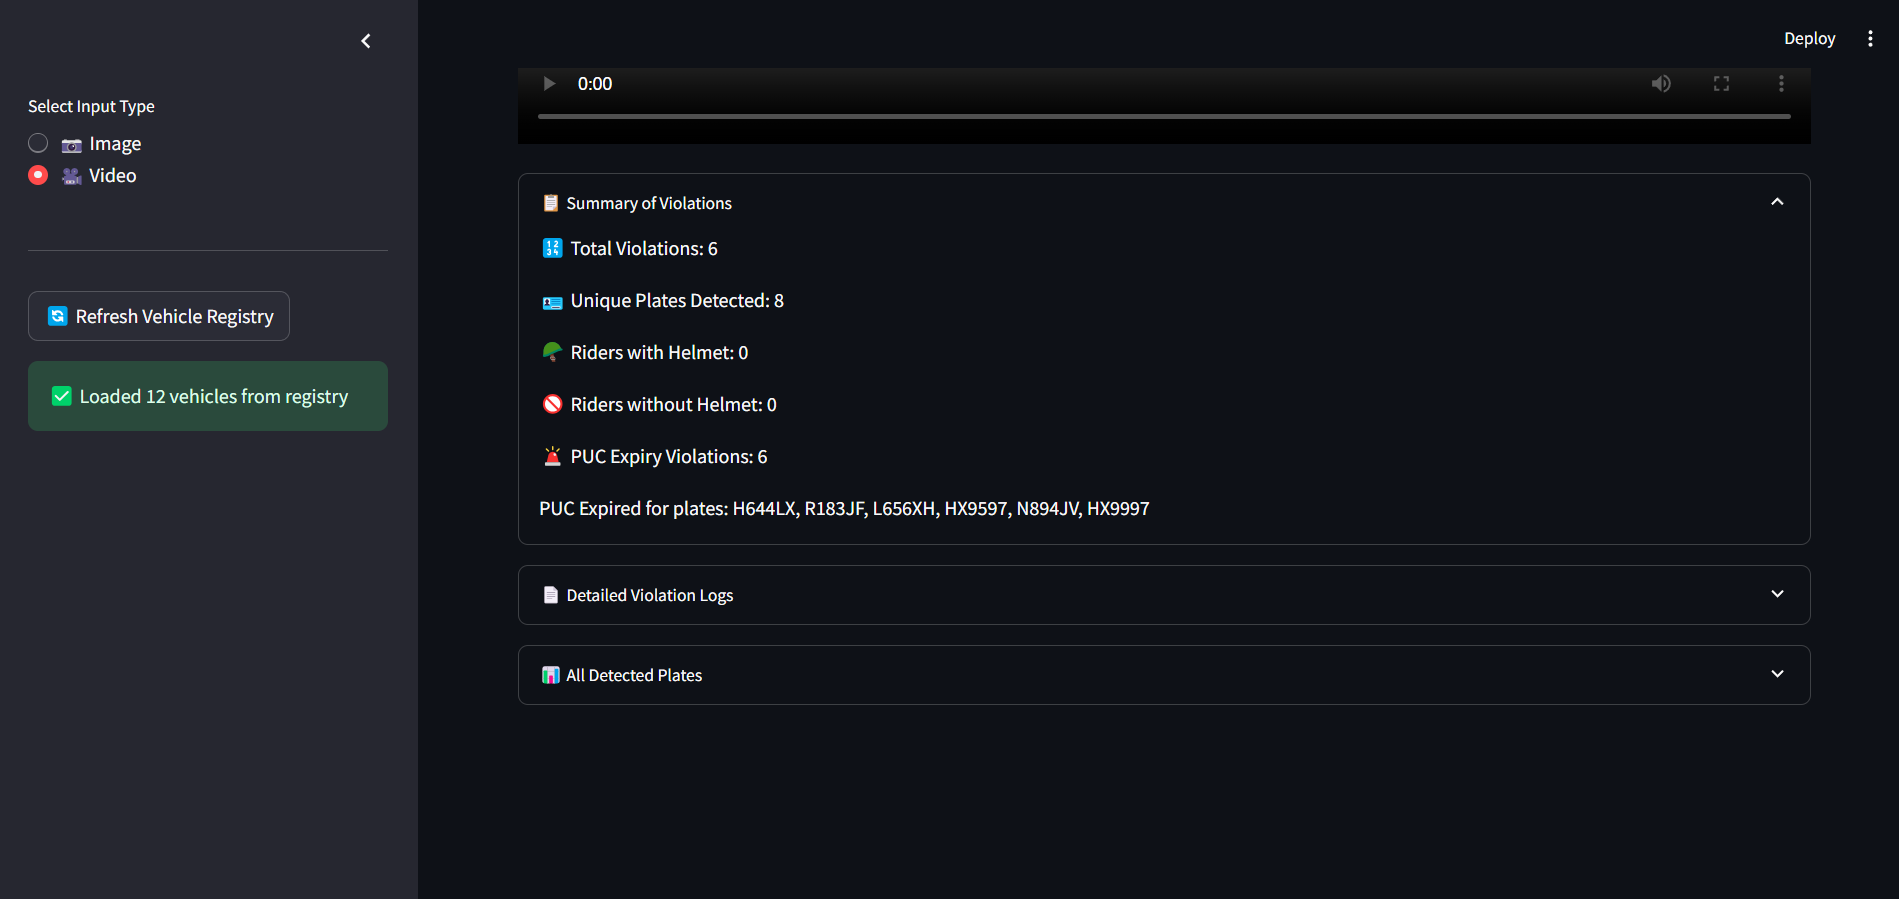 Select Input Type
Image
Video
Refresh Vehicle Registry
Loaded 12 vehicles from registry
Deploy
0:00
Summary of Violations
Total Violations: 6
Unique Plates Detected: 8
Riders with Helmet: 0
Riders without Helmet: 0
PUC Expiry Violations: 6
PUC Expired for plates: H644LX, R183JF, L656XH, HX9597, N894JV, HX9997
Detailed Violation Logs
All Detected Plates